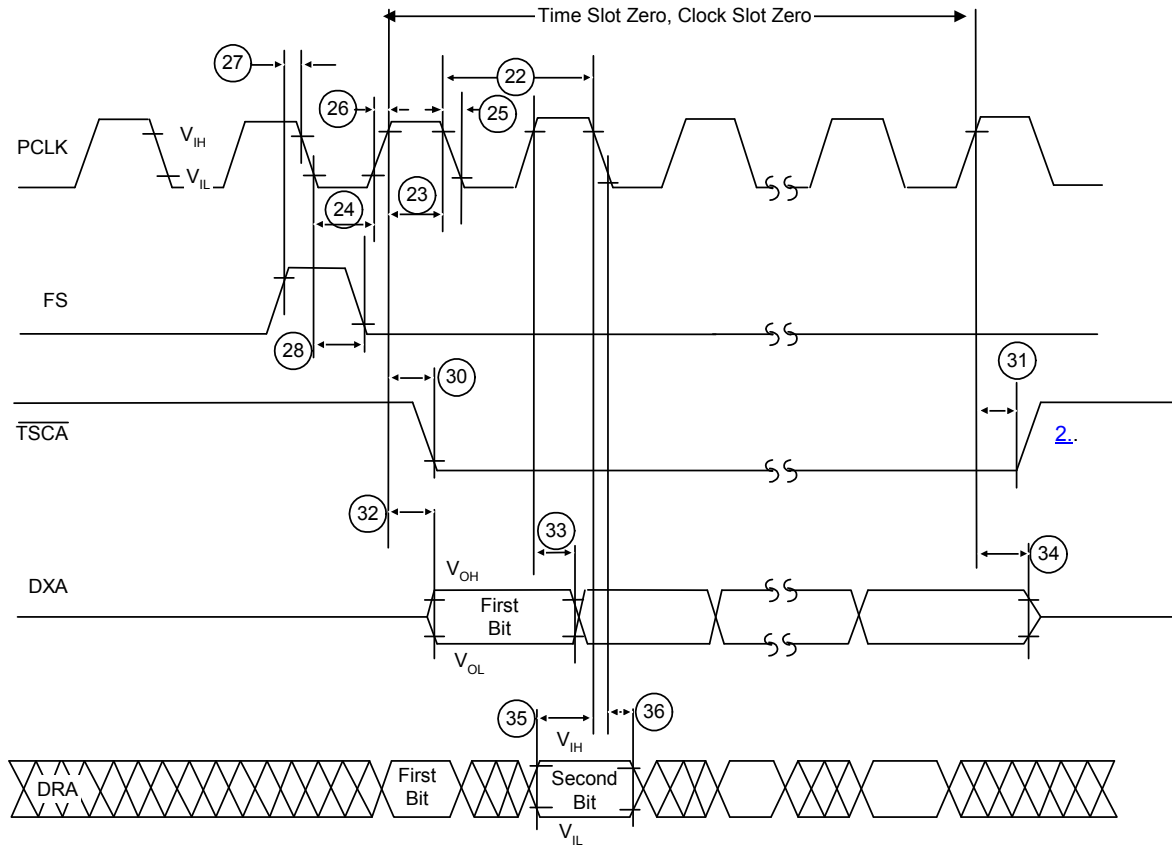 Time Slot Zero, Clock Slot Zero
27
22
26
25
PCLK
VIH
VIL
24
23
FS
28
30
31
TSCA
2..
32
33
34
DXA
VOH
First
Bit
VOL
35
36
VIH
DRA
First
Bit
Second
Bit
VIL